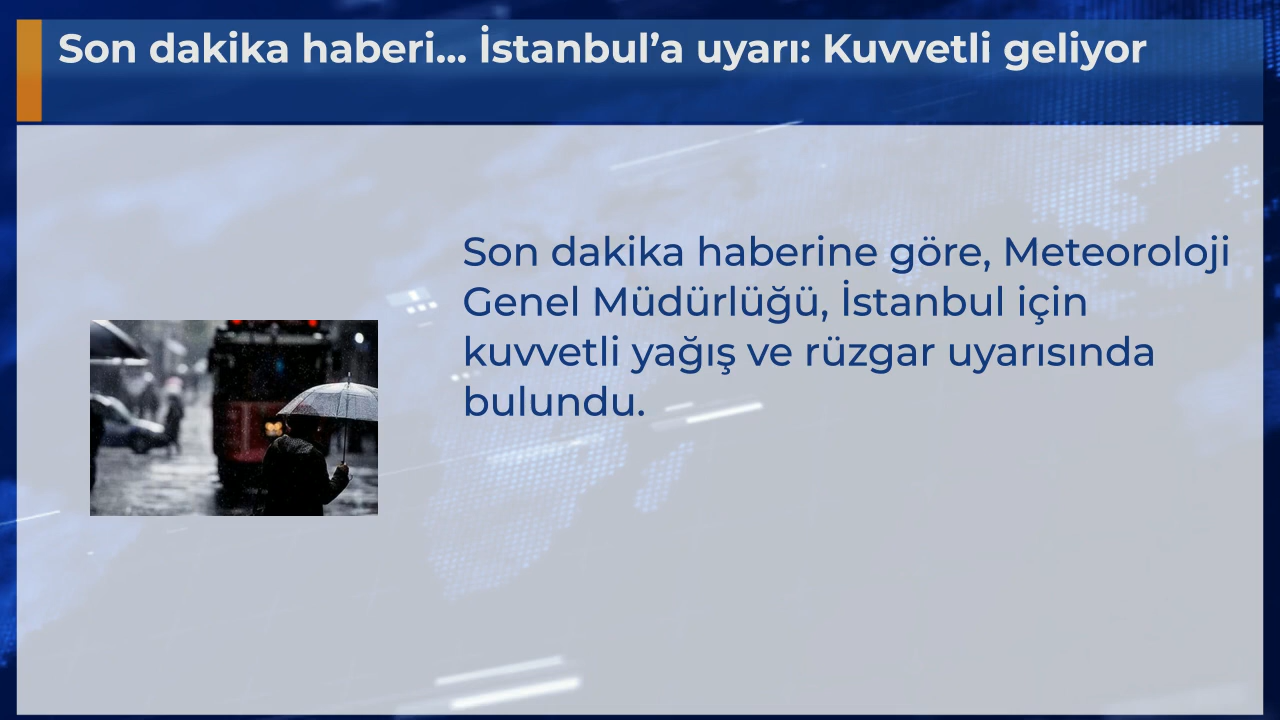 Son dakika haberi... İstanbul’a uyarı: Kuvvetli geliyor
Son dakika haberine göre, Meteoroloji
Genel Müdürlüğü, İstanbul için
kuvvetli yağış ve rüzgar uyarısında
bulundu.